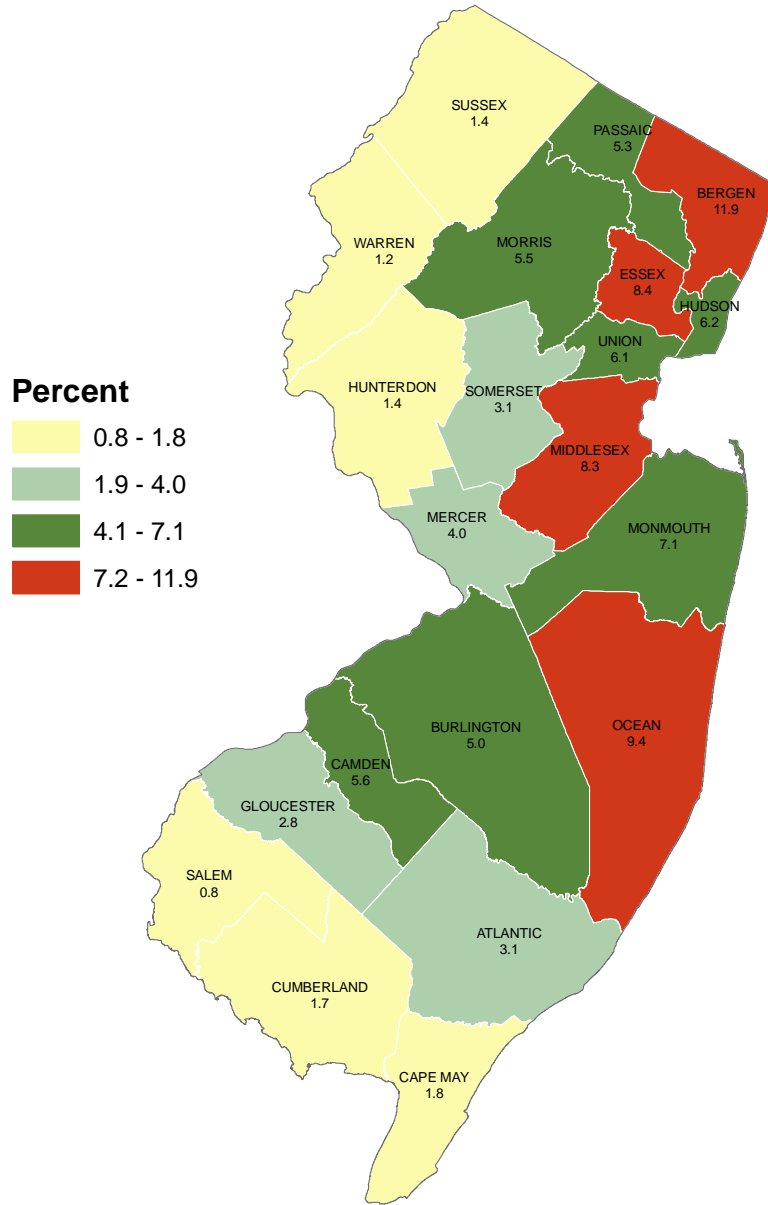 SUSSEX
1.4
PASSAIC
5.3
BERGEN
11.9
WARREN
1.2
MORRIS
5.5
ESSEX
8.4
HUDSON
6.2
UNION
6.1
HUNTERDON
1.4
SOMERSET
3.1
Percent
0.8 - 1.8
1.9 - 4.0
4.1 - 7.1
7.2 - 11.9
MIDDLESEX
8.3
MERCER
4.0
MONMOUTH
7.1
BURLINGTON
5.0
OCEAN
9.4
CAMDEN
5.6
GLOUCESTER
2.8
SALEM
0.8
ATLANTIC
3.1
CUMBERLAND
1.7
CAPE MAY
1.8